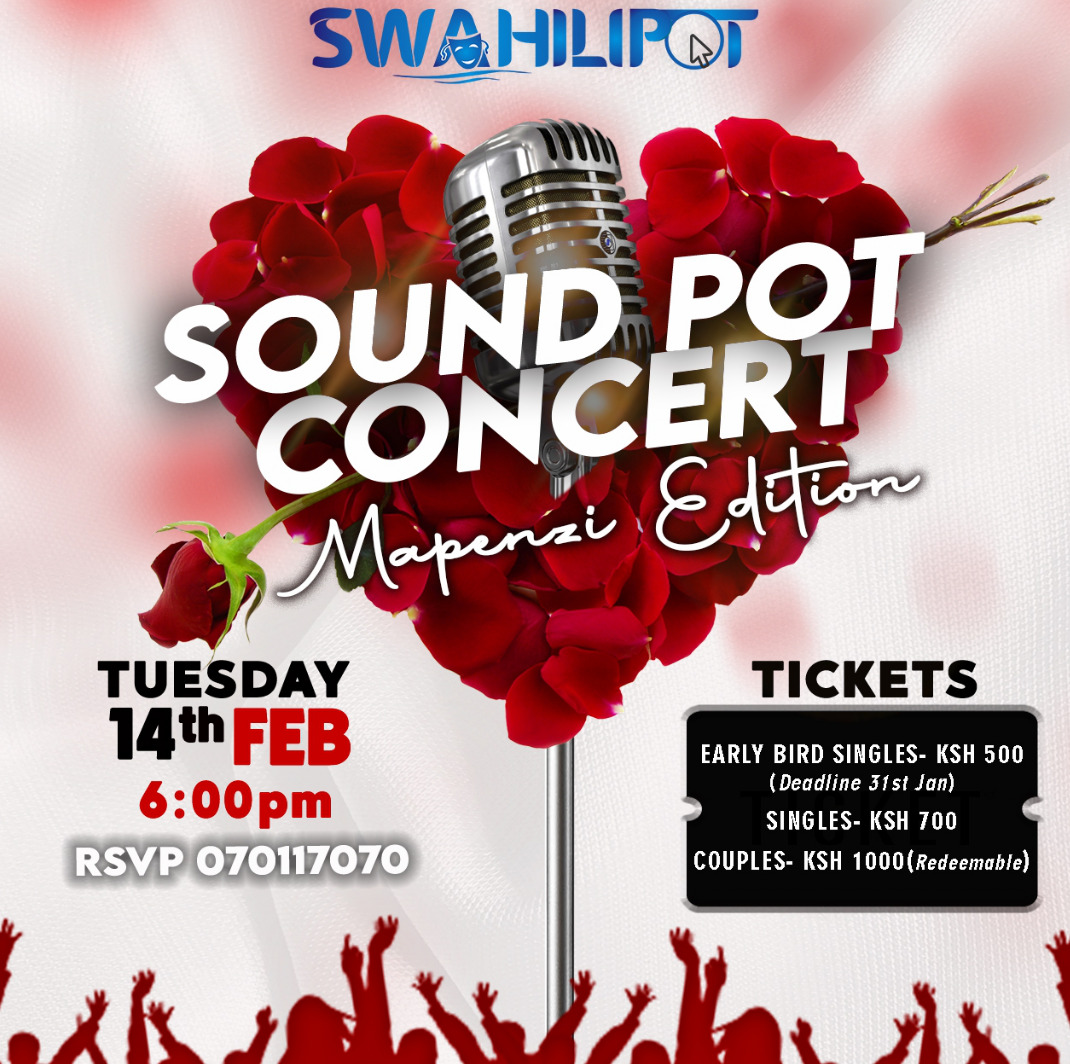 SWAHILIPOT
SOUND POT
CONCERT
Mapenzi Edition
TUESDAY
14th FEB
6:00pm
RSVP 070117070
TICKETS
EARLY BIRD SINGLES- KSH 500
(Deadline 31st Jan)
SINGLES- KSH 700
COUPLES- KSH 1000(Redeemable)